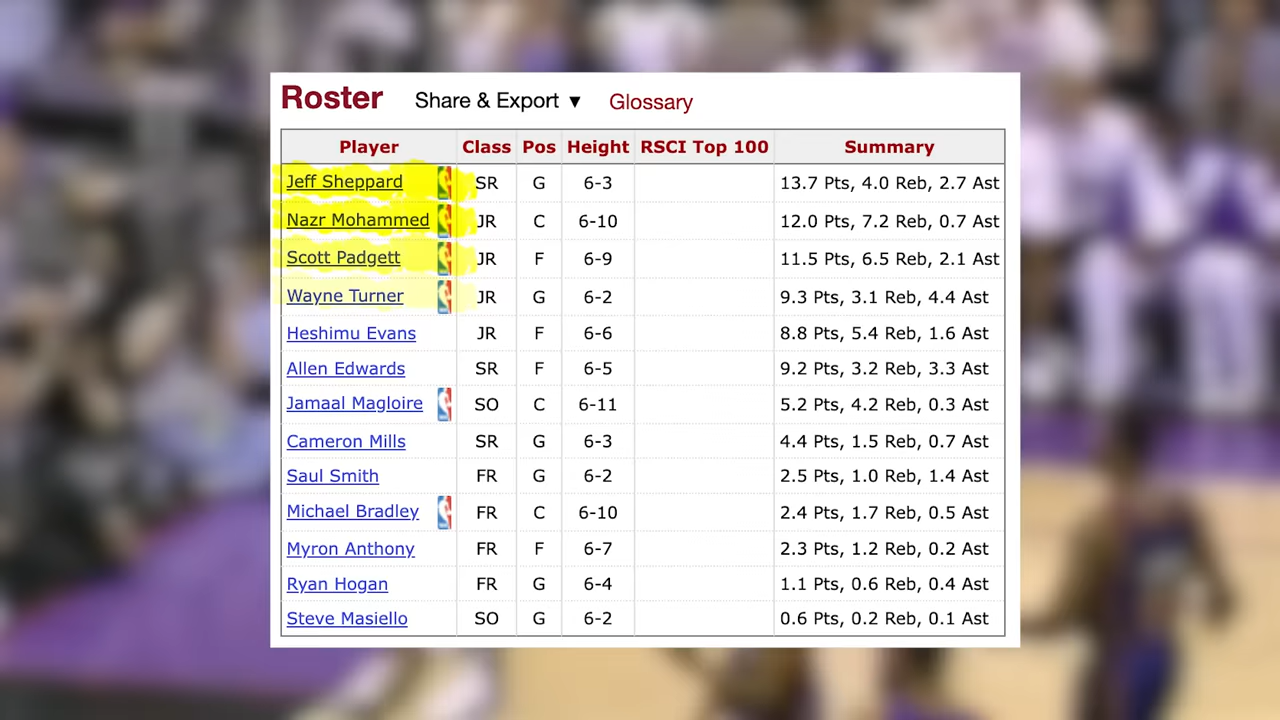 Roster Share & Export ▼ Glossary
Player Class Pos Height RSCI Top 100 Summary
Jeff Sheppard SR G 6-3 13.7 Pts, 4.0 Reb, 2.7 Ast
Nazr Mohammed JR C 6-10 12.0 Pts, 7.2 Reb, 0.7 Ast
Scott Padgett JR F 6-9 11.5 Pts, 6.5 Reb, 2.1 Ast
Wayne Turner JR G 6-2 9.3 Pts, 3.1 Reb, 4.4 Ast
Heshimu Evans JR F 6-6 8.8 Pts, 5.4 Reb, 1.6 Ast
Allen Edwards SR F 6-5 9.2 Pts, 3.2 Reb, 3.3 Ast
Jamaal Magloire SO C 6-11 5.2 Pts, 4.2 Reb, 0.3 Ast
Cameron Mills SR G 6-3 4.4 Pts, 1.5 Reb, 0.7 Ast
Saul Smith FR G 6-2 2.5 Pts, 1.0 Reb, 1.4 Ast
Michael Bradley FR C 6-10 2.4 Pts, 1.7 Reb, 0.5 Ast
Myron Anthony FR F 6-7 2.3 Pts, 1.2 Reb, 0.2 Ast
Ryan Hogan FR G 6-4 1.1 Pts, 0.6 Reb, 0.4 Ast
Steve Masiello SO G 6-2 0.6 Pts, 0.2 Reb, 0.1 Ast